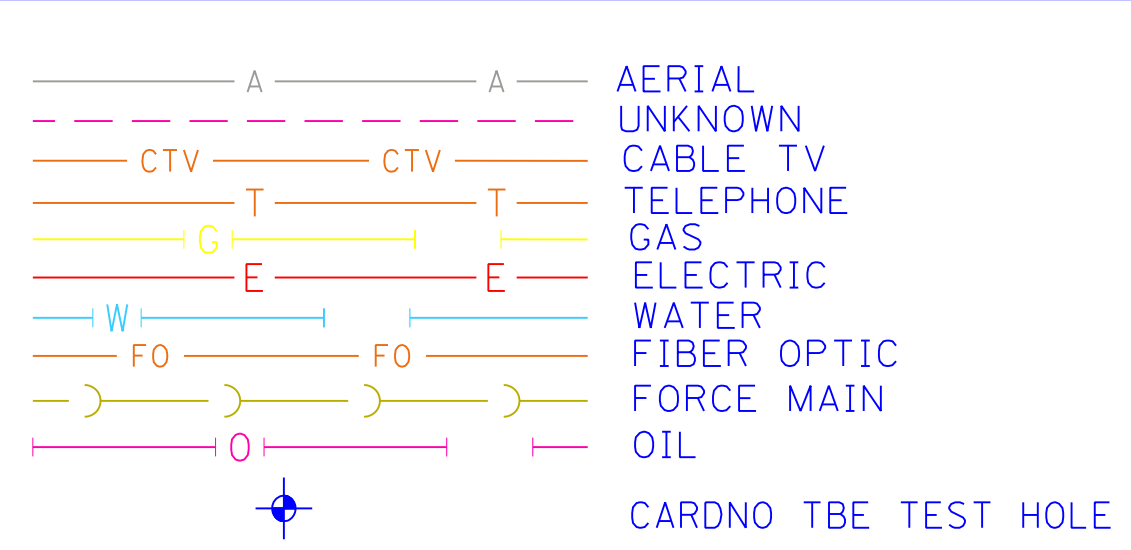 A A AERIAL
UNKNOWN
CTV CTV CABLE TV
T T TELEPHONE
G GAS
E E ELECTRIC
W WATER
FO FO FIBER OPTIC
FORCE MAIN
O OIL
CARDNO TBE TEST HOLE